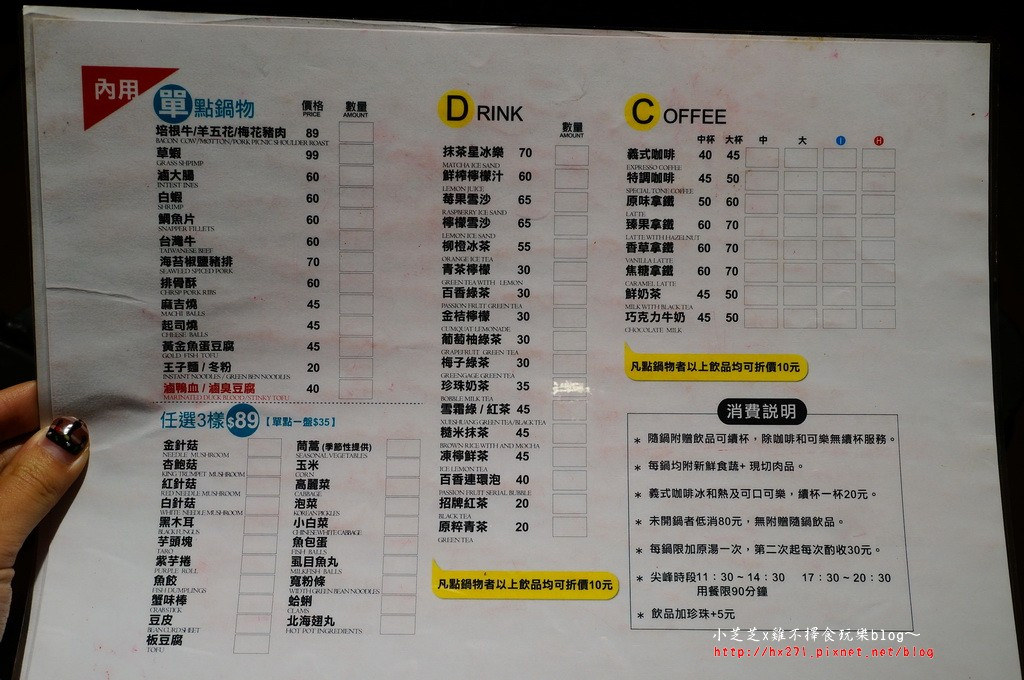 內用
單點鍋物 價格 PRICE 數量 AMOUNT
培根牛/羊五花/梅花豬肉 89
BACON COW/MOTTON/PORK PICNIC SHOULDER ROAST
草蝦 99
GRASS SHPIMP
滷大腸 60
INTESTINES
白蝦 60
SHRIMP
鯛魚片 60
SNAPPER FILLETS
台灣牛 60
TAIWANESE BEEF
海苔椒鹽豬排 70
SEAWEED SPICED PORK
排骨酥 60
CHRSP PORK RIBS
麻吉燒 45
MACHI BALLS
起司燒 45
CHEESE BALLS
黃金魚蛋豆腐 45
GOLD FISH TOFU
王子麵 / 冬粉 20
INSTANT NOODLES / GREEN BEN NOODLES
滷鴨血 / 滷臭豆腐 40
MARINATED DUCK BLOOD/STINKY TOFU
任選3樣 $89 【單點一盤$35】
金針菇
NEEDLE MUSHROOM
杏鮑菇
KING TRUMPET MUSHROOM
紅針菇
RED NEEDLE MUSHROOM
白針菇
WHITE NEEDLE MUSHROOM
黑木耳
BLACK FUNGUS
芋頭塊
TARO
紫芋捲
PURPLE ROLL
魚餃
FISH DUMPLINGS
蟹味棒
CRAB STICK
豆皮
BEAN CURD SHEET
板豆腐
TOFU
茼蒿 (季節性提供)
SEASONAL VEGETABLES
玉米
CORN
高麗菜
CABBAGE
泡菜
KOREAN PICKLES
小白菜
CHINESE WHITE CABBAGE
魚包蛋
FISH BALLS
虱目魚丸
MILKFISH BALLS
寬粉條
WIDTH GREEN BEAN NOODLES
蛤蜊
CLAMS
北海翅丸
HOT POT INGREDIENTS
DRINK 數量 AMOUNT
抹茶星冰樂 70
MATCHA ICE SAND
鮮榨檸檬汁 60
LEMON JUICE
莓果雪沙 65
RASPBERRY ICE SAND
檸檬雪沙 65
LEMON ICE SAND
柳橙冰茶 55
ORANGE ICE TEA
青茶檸檬 30
GREEN TEA WITH LEMON
百香綠茶 30
PASSION FRUIT GREEN TEA
金桔檸檬 30
CUMQUAT LEMONADE
葡萄柚綠茶 30
GRAPEFRUIT GREEN TEA
梅子綠茶 30
GREENGAGE GREEN TEA
珍珠奶茶 35
BOBBLE MILK TEA
雪霜綠 / 紅茶 45
XUESHUANG GREEN TEA/BLACK TEA
糙米抹茶 45
BROWN RICE WITH AND MOCHA
凍檸鮮茶 45
ICE LEMON TEA
百香連環泡 40
PASSION FRUIT SERIAL BUBBLE
招牌紅茶 20
BLACK TEA
原粹青茶 20
GREEN TEA
凡點鍋物者以上飲品均可折價10元
COFFEE
中杯 大杯 中 大 I H
義式咖啡 40 45
EXPRESSO COFFEE
特調咖啡 45 50
SPECIAL TONE COFFEE
原味拿鐵 50 60
LATTE
臻果拿鐵 60 70
LATTE WITH HAZELNUT
香草拿鐵 60 70
VANILLA LATTE
焦糖拿鐵 60 70
CARAMEL LATTE
鮮奶茶 45 50
MILK WITH BLACK TEA
巧克力牛奶 45 50
CHOCOLATE MILK
凡點鍋物者以上飲品均可折價10元
消費説明
* 隨鍋附贈飲品可續杯，除咖啡和可樂無續杯服務。
* 每鍋均附新鮮食蔬+ 現切肉品。
* 義式咖啡冰和熱及可口可樂，續杯一杯20元。
* 未開鍋者低消80元，無附贈隨鍋飲品。
* 每鍋限加原湯一次，第二次起每次酌收30元。
* 尖峰時段11：30～14：30 17：30～20：30
用餐限90分鐘
* 飲品加珍珠+5元
小芝芝x雞不擇食玩樂blog～
http://hx271.pixnet.net/blog